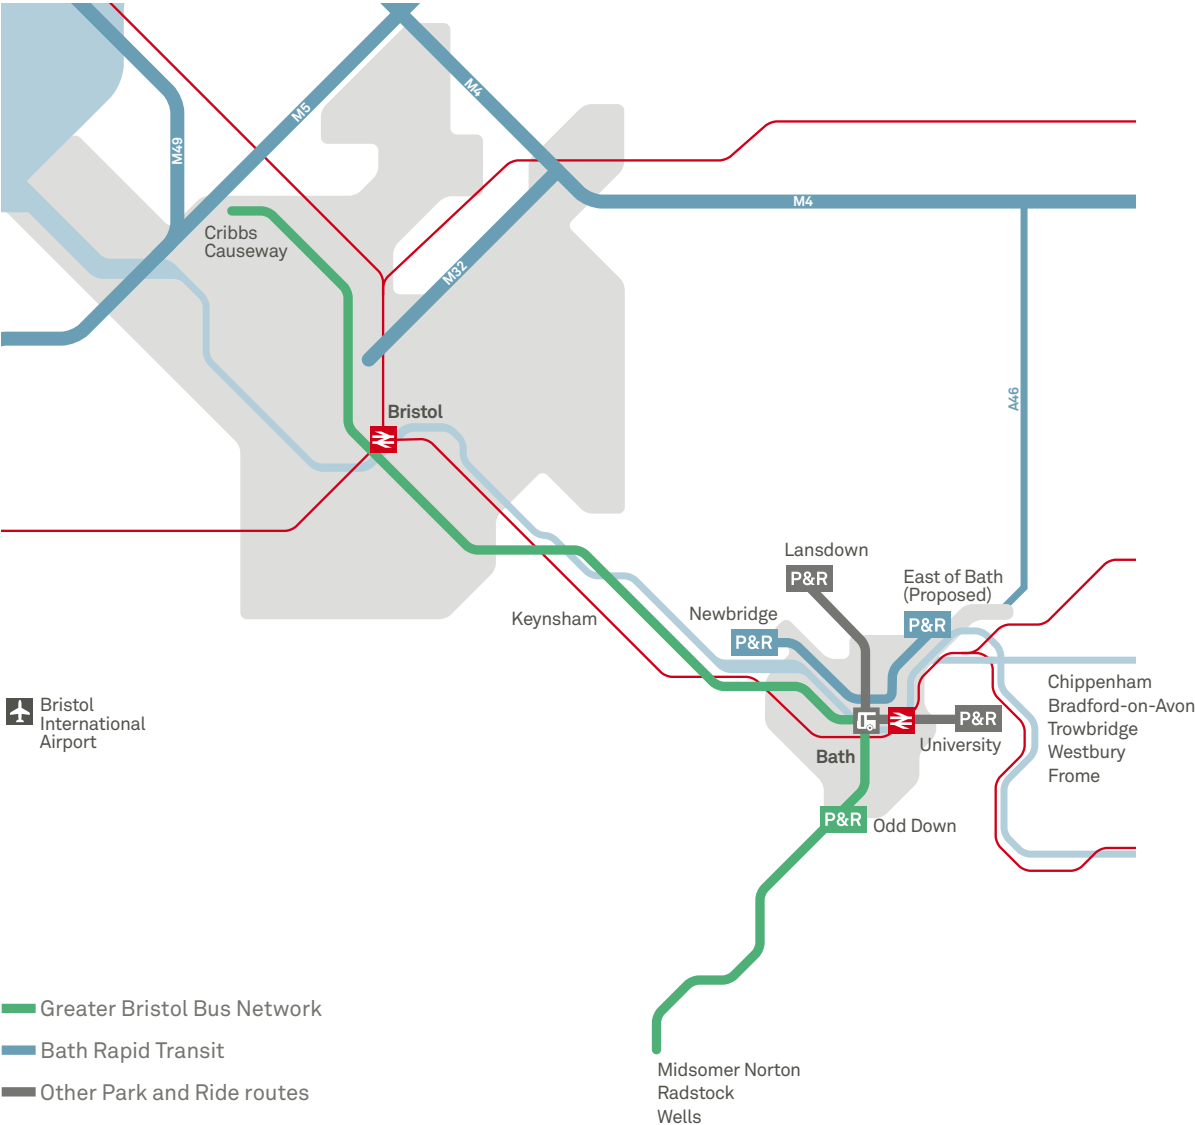 M4
M5
M49
M4
Cribbs
Causeway
M32
A46
Bristol
Lansdown
P&R
East of Bath
(Proposed)
P&R
Newbridge
P&R
Keynsham
Chippenham
Bradford-on-Avon
Trowbridge
Westbury
Frome
Bristol
International
Airport
P&R
University
Bath
P&R
Odd Down
Greater Bristol Bus Network
Bath Rapid Transit
Other Park and Ride routes
Midsomer Norton
Radstock
Wells